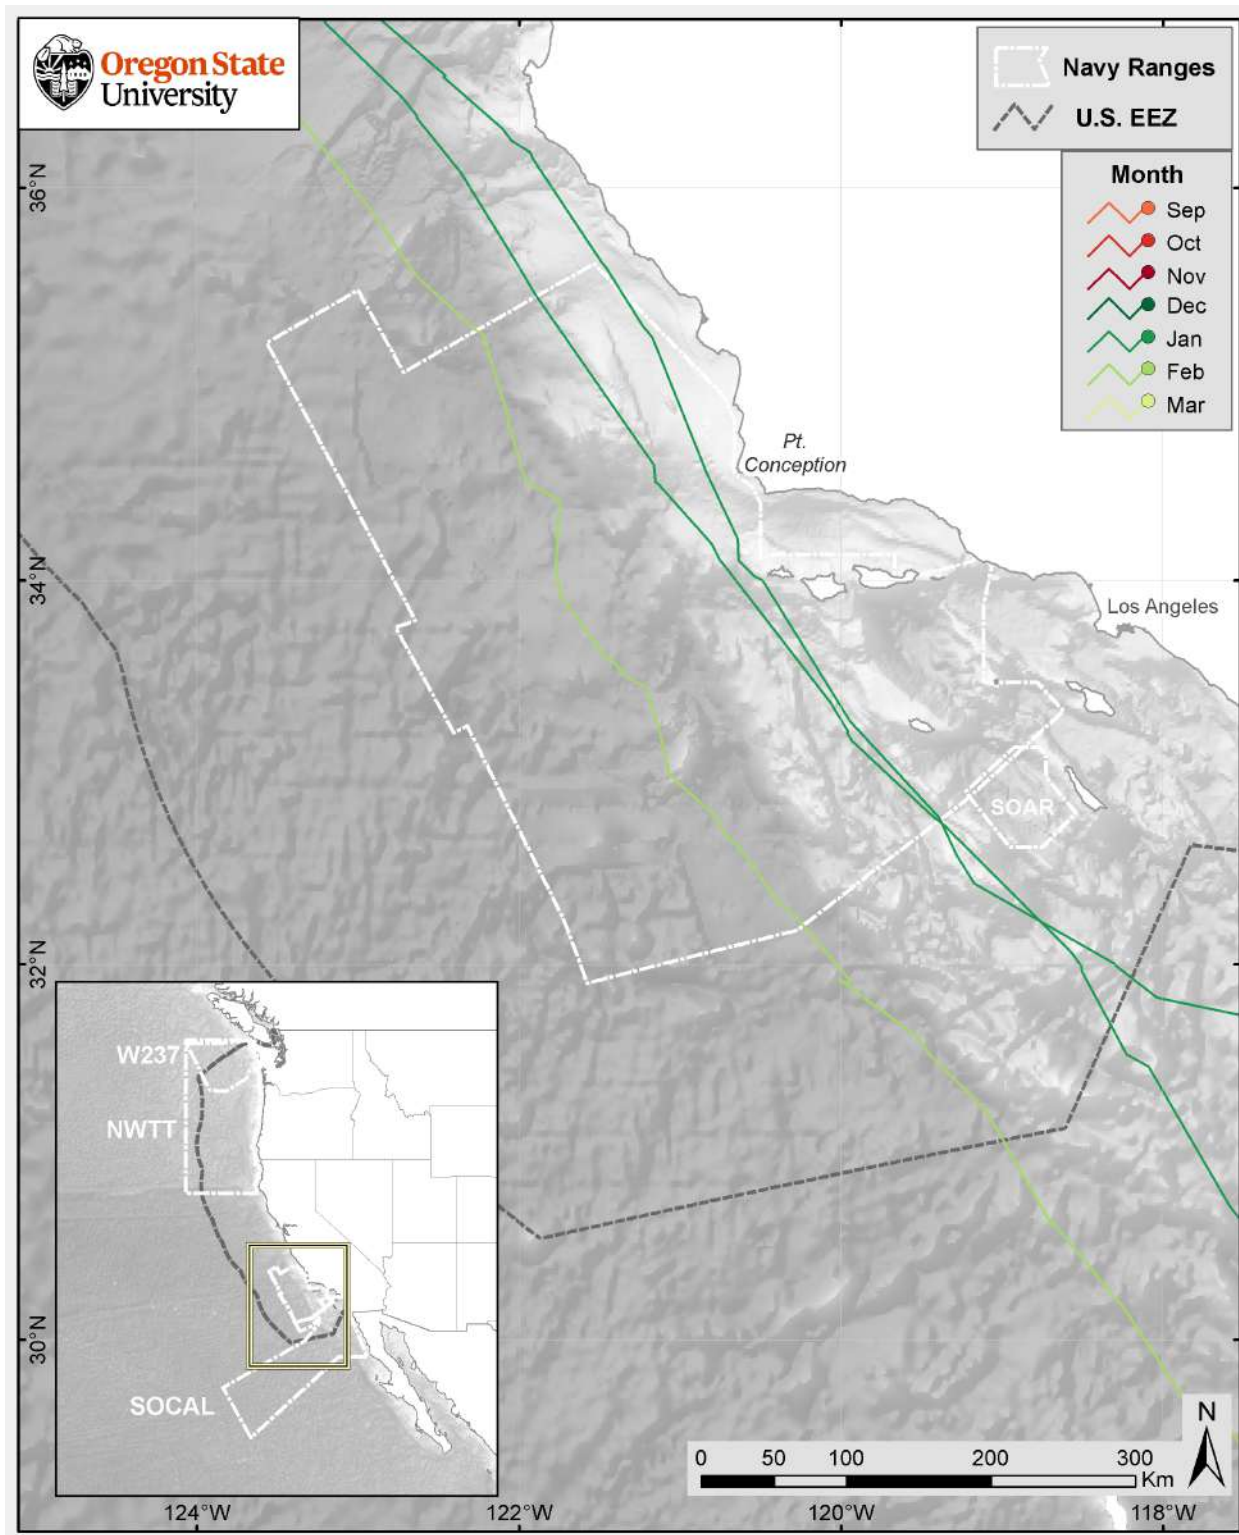 Oregon State
University
Navy Ranges
U.S. EEZ
Month
Sep
Oct
Nov
Dec
Jan
Feb
Mar
36°N
34°N
32°N
30°N
Pt.
Conception
Los Angeles
SOAR
W237
NWTT
SOCAL
N
0 50 100 200 300
Km
124°W 122°W 120°W 118°W